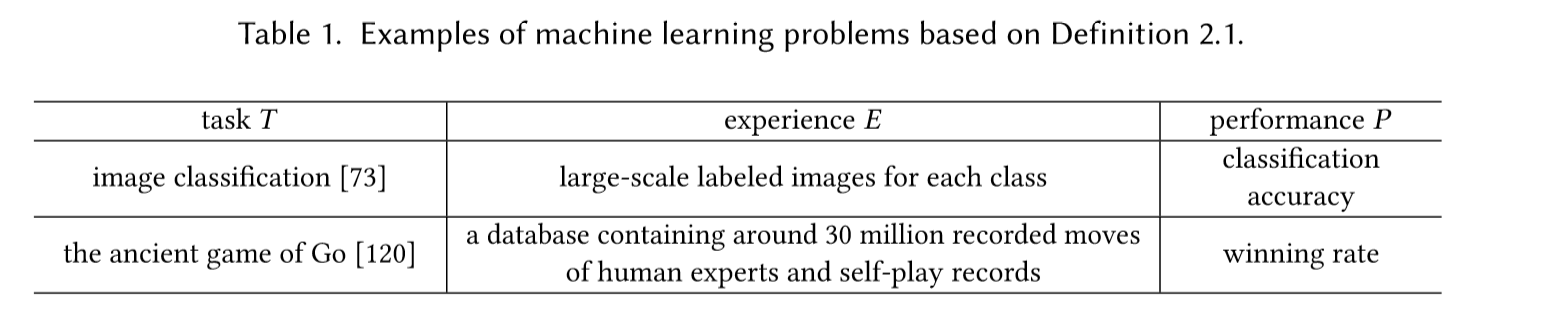 Table 1. Examples of machine learning problems based on Definition 2.1.
task T experience E performance P
image classification [73] large-scale labeled images for each class classification accuracy
the ancient game of Go [120] a database containing around 30 million recorded moves of human experts and self-play records winning rate